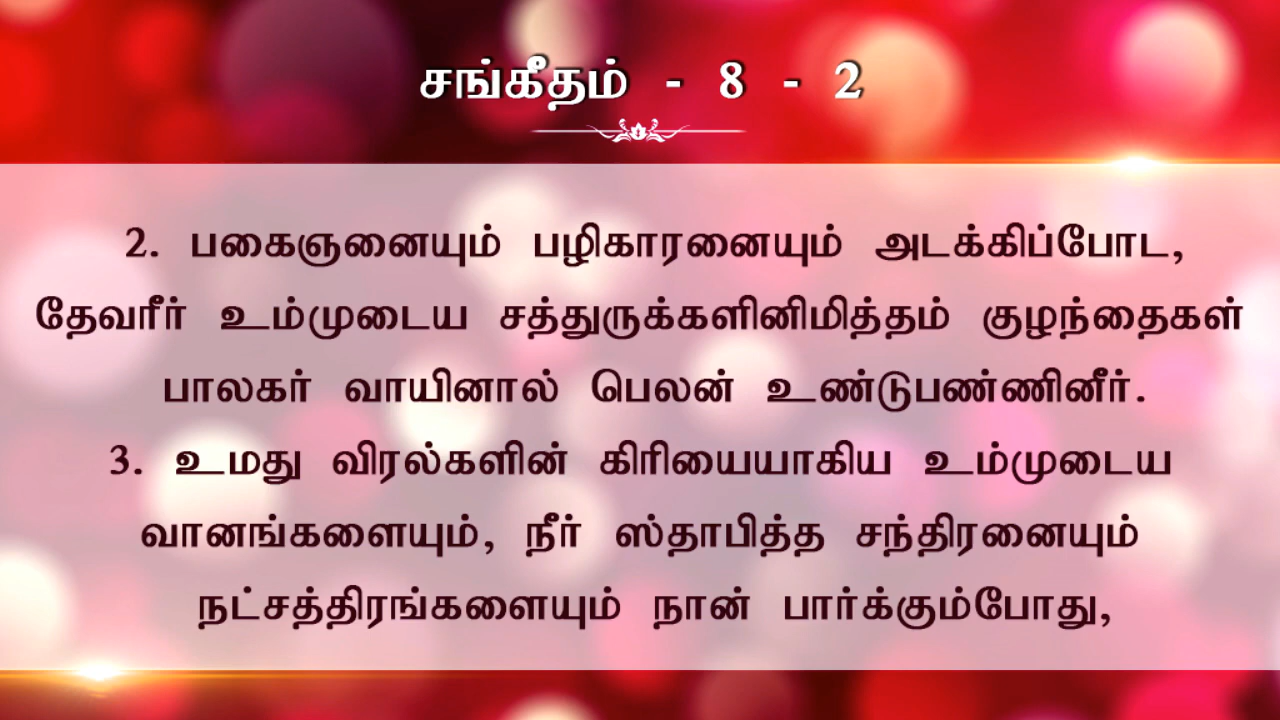 சங்கீதம் - 8 - 2
2. பகைஞனையும் பழிகாரனையும் அடக்கிப்போட,
தேவரீர் உம்முடைய சத்துருக்களினிமித்தம் குழந்தைகள்
பாலகர் வாயினால் பெலன் உண்டுபண்ணினீர்.
3. உமது விரல்களின் கிரியையாகிய உம்முடைய
வானங்களையும், நீர் ஸ்தாபித்த சந்திரனையும்
நட்சத்திரங்களையும் நான் பார்க்கும்போது,